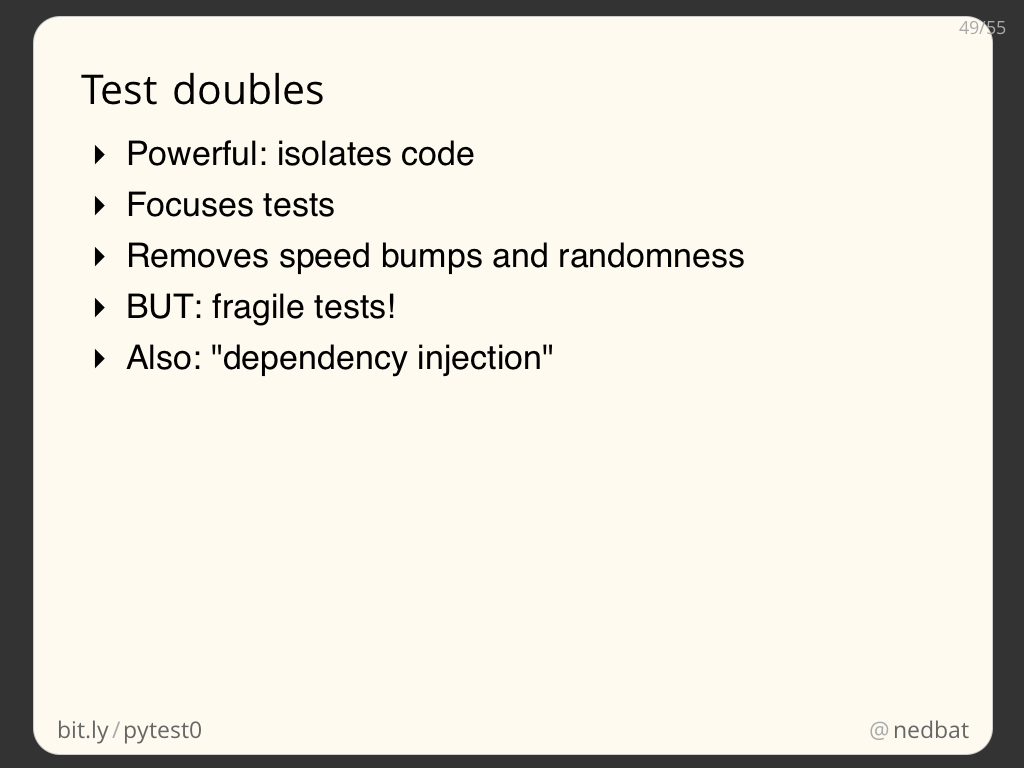 49/55
Test doubles
Powerful: isolates code
Focuses tests
Removes speed bumps and randomness
BUT: fragile tests!
Also: "dependency injection"
bit.ly/pytest0
@nedbat